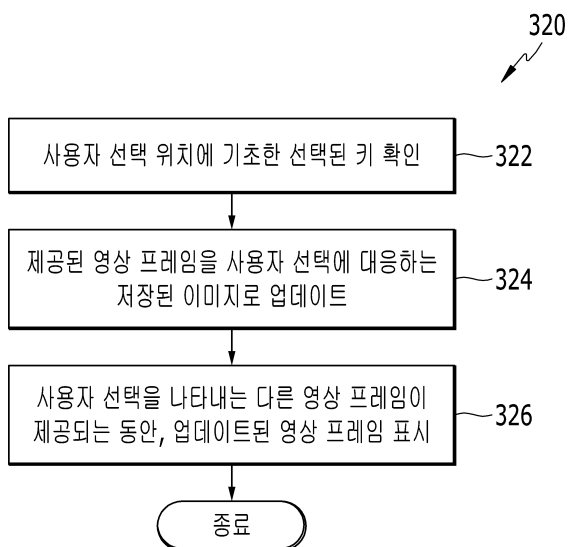 320
사용자 선택 위치에 기초한 선택된 키 확인
322
제공된 영상 프레임을 사용자 선택에 대응하는
저장된 이미지로 업데이트
324
사용자 선택을 나타내는 다른 영상 프레임이
제공되는 동안, 업데이트된 영상 프레임 표시
326
종료